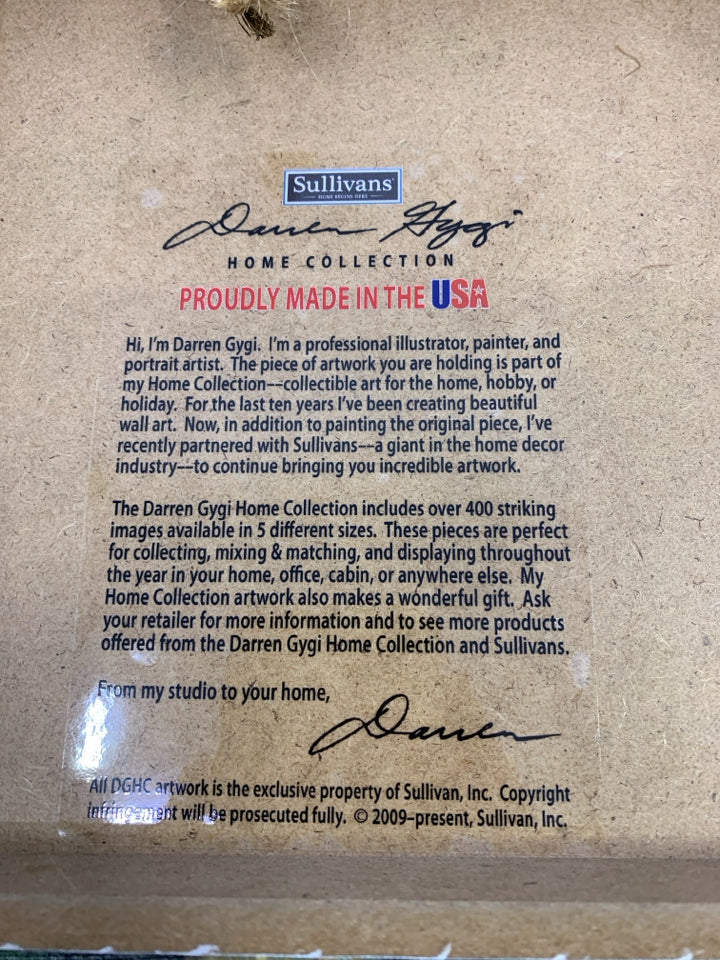 Sullivans
HOME BEGINS HERE
Darren Gygi
HOME COLLECTION
PROUDLY MADE IN THE USA
Hi, I'm Darren Gygi. I'm a professional illustrator, painter, and
portrait artist. The piece of artwork you are holding is part of
my Home Collection--collectible art for the home, hobby, or
holiday. For the last ten years I've been creating beautiful
wall art. Now, in addition to painting the original piece, I've
recently partnered with Sullivans--a giant in the home decor
industry--to continue bringing you incredible artwork.
The Darren Gygi Home Collection includes over 400 striking
images available in 5 different sizes. These pieces are perfect
for collecting, mixing & matching, and displaying throughout
the year in your home, office, cabin, or anywhere else. My
Home Collection artwork also makes a wonderful gift. Ask
your retailer for more information and to see more products
offered from the Darren Gygi Home Collection and Sullivans.
From my studio to your home,
Darren
All DGHC artwork is the exclusive property of Sullivan, Inc. Copyright
infringement will be prosecuted fully. © 2009–present, Sullivan, Inc.